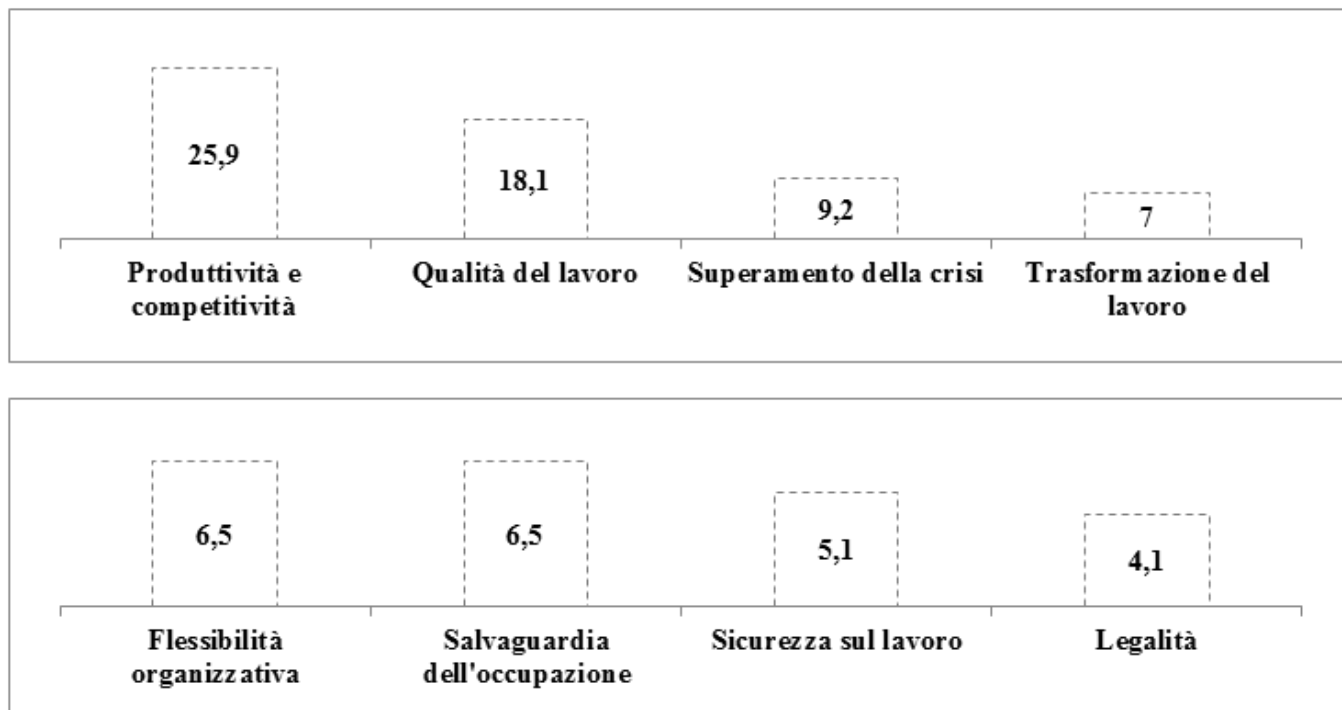 25,9
18,1
9,2
7
Produttività e competitività
Qualità del lavoro
Superamento della crisi
Trasformazione del lavoro
6,5
6,5
5,1
4,1
Flessibilità organizzativa
Salvaguardia dell'occupazione
Sicurezza sul lavoro
Legalità